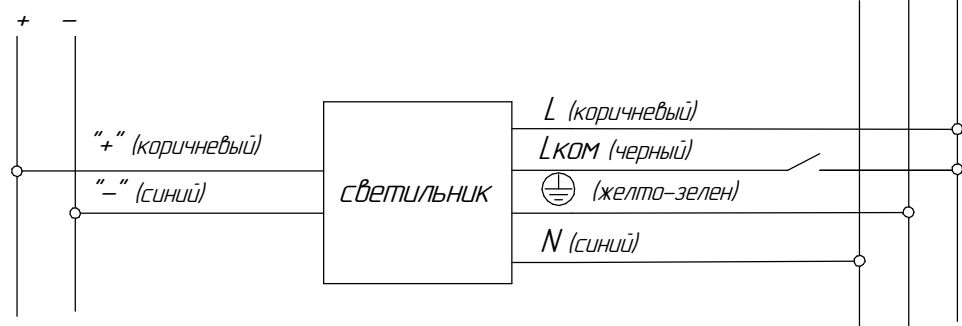 + −
L (коричневый)
"+" (коричневый)
Lком (черный)
"−" (синий)
светильник
(желто-зелен)
N (синий)